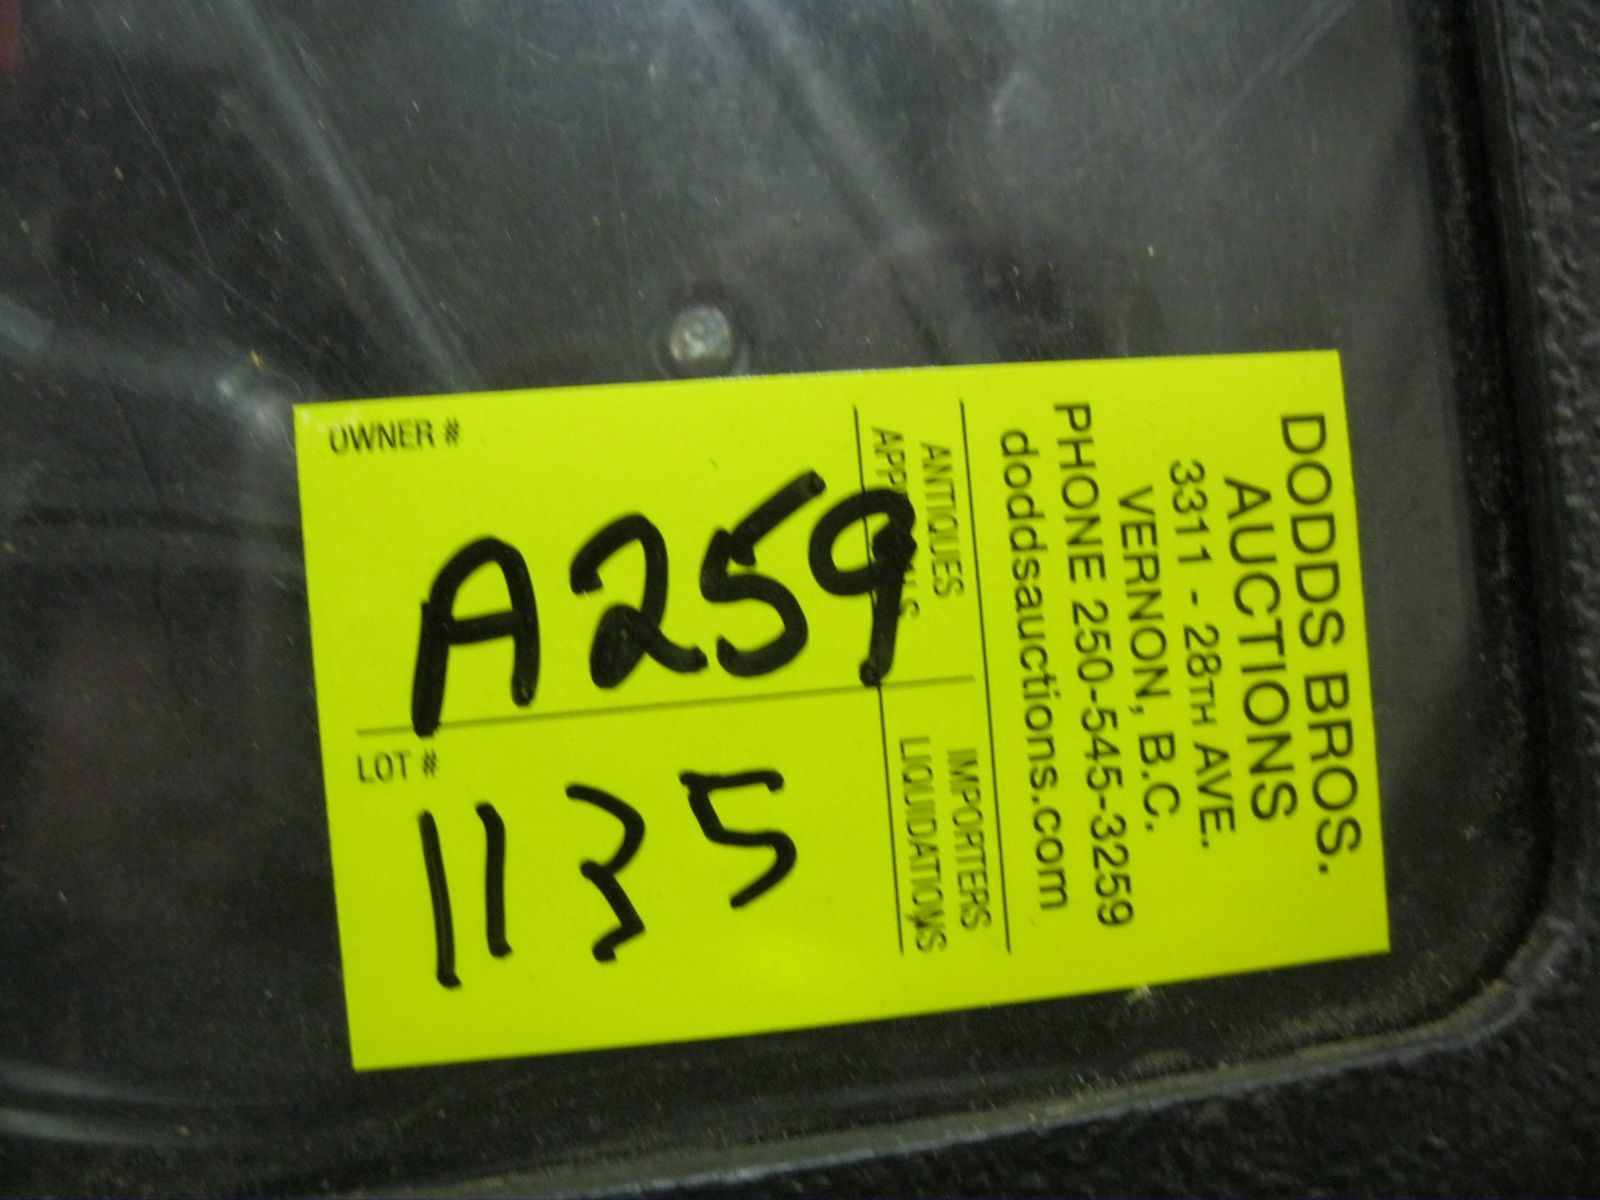 DODDS BROS.
AUCTIONS
3311 - 28TH AVE.
VERNON, B.C.
PHONE 250-545-3259
doddsauctions.com
ANTIQUES
IMPORTERS
LIQUIDATIONS
OWNER #
A259
LOT #
1135